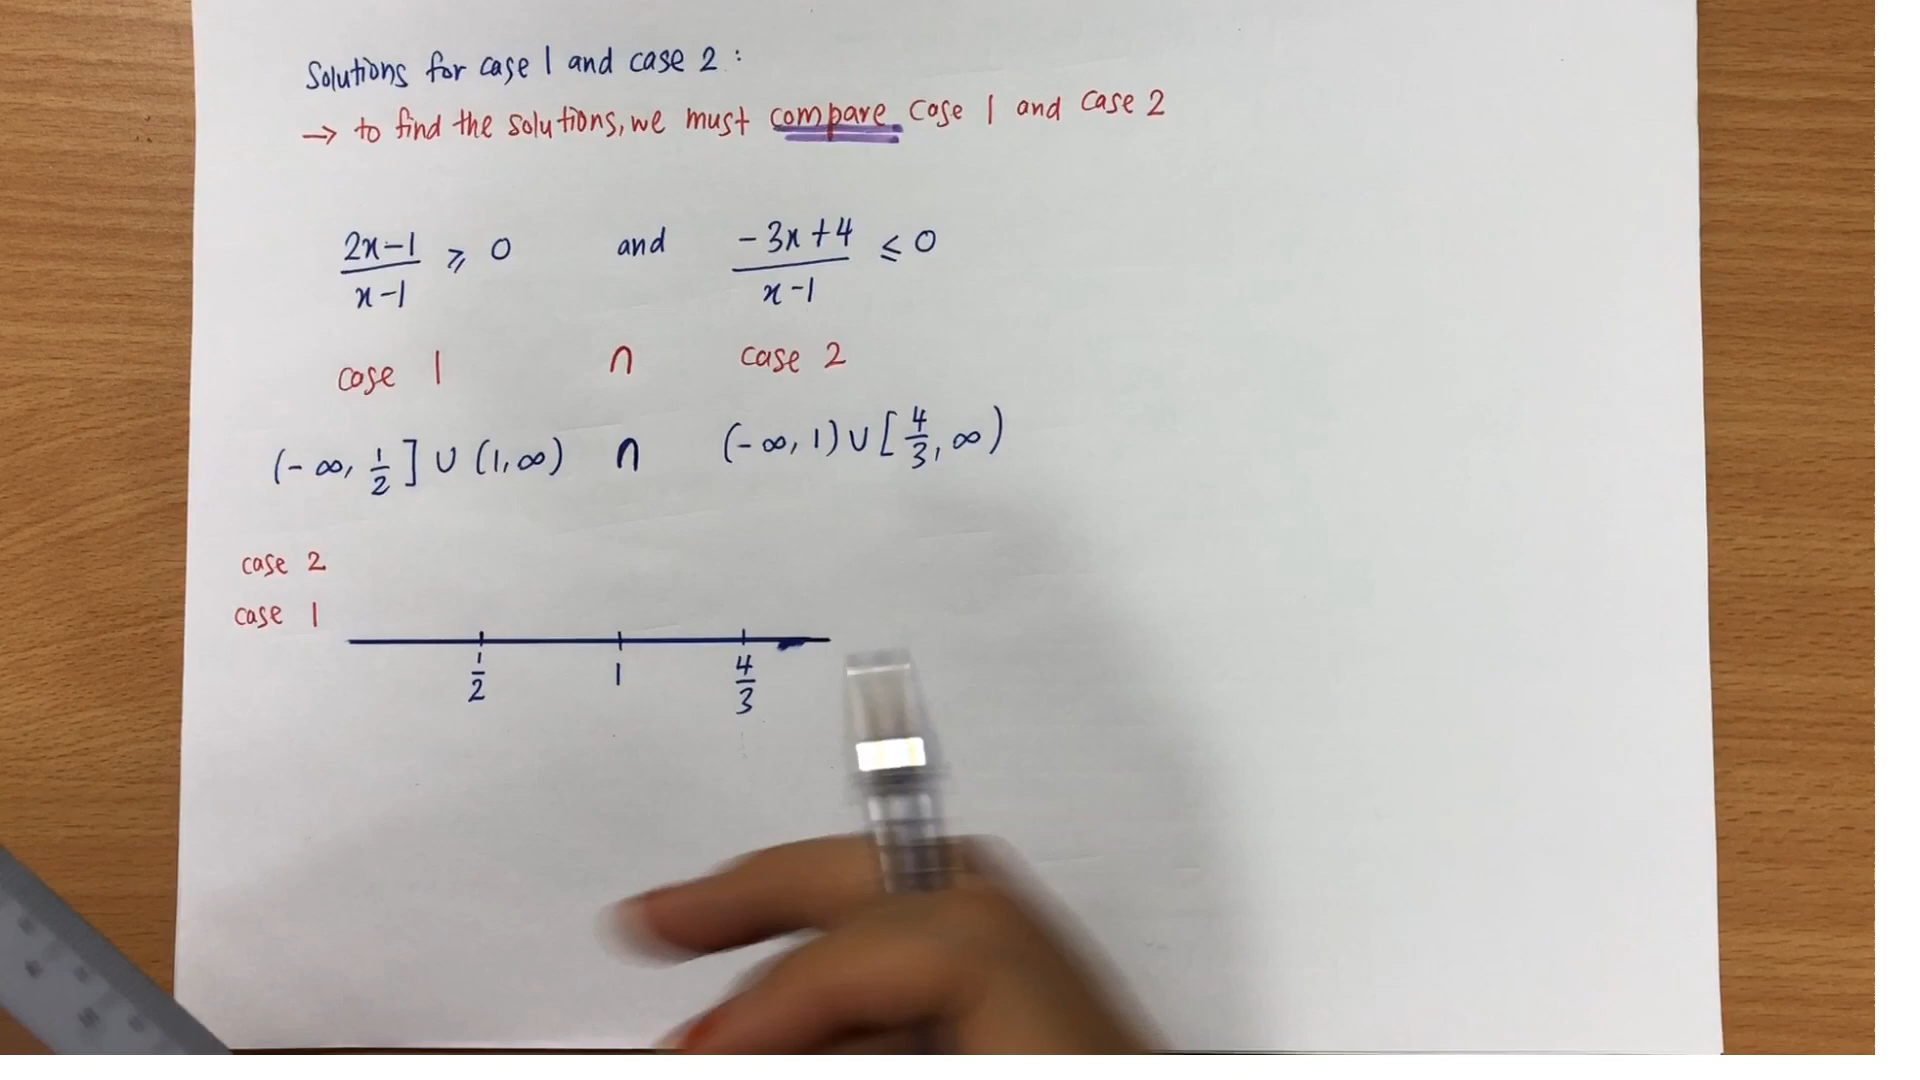 Solutions for case 1 and case 2 :
→ to find the solutions, we must compare case 1 and case 2
(2x-1)/(x-1) ⩾ 0 and (-3x+4)/(x-1) ≤ 0
case 1 ∩ case 2
(-∞, 1/2] ∪ (1, ∞) ∩ (-∞, 1) ∪ [4/3, ∞)
case 2
case 1
1/2 1 4/3